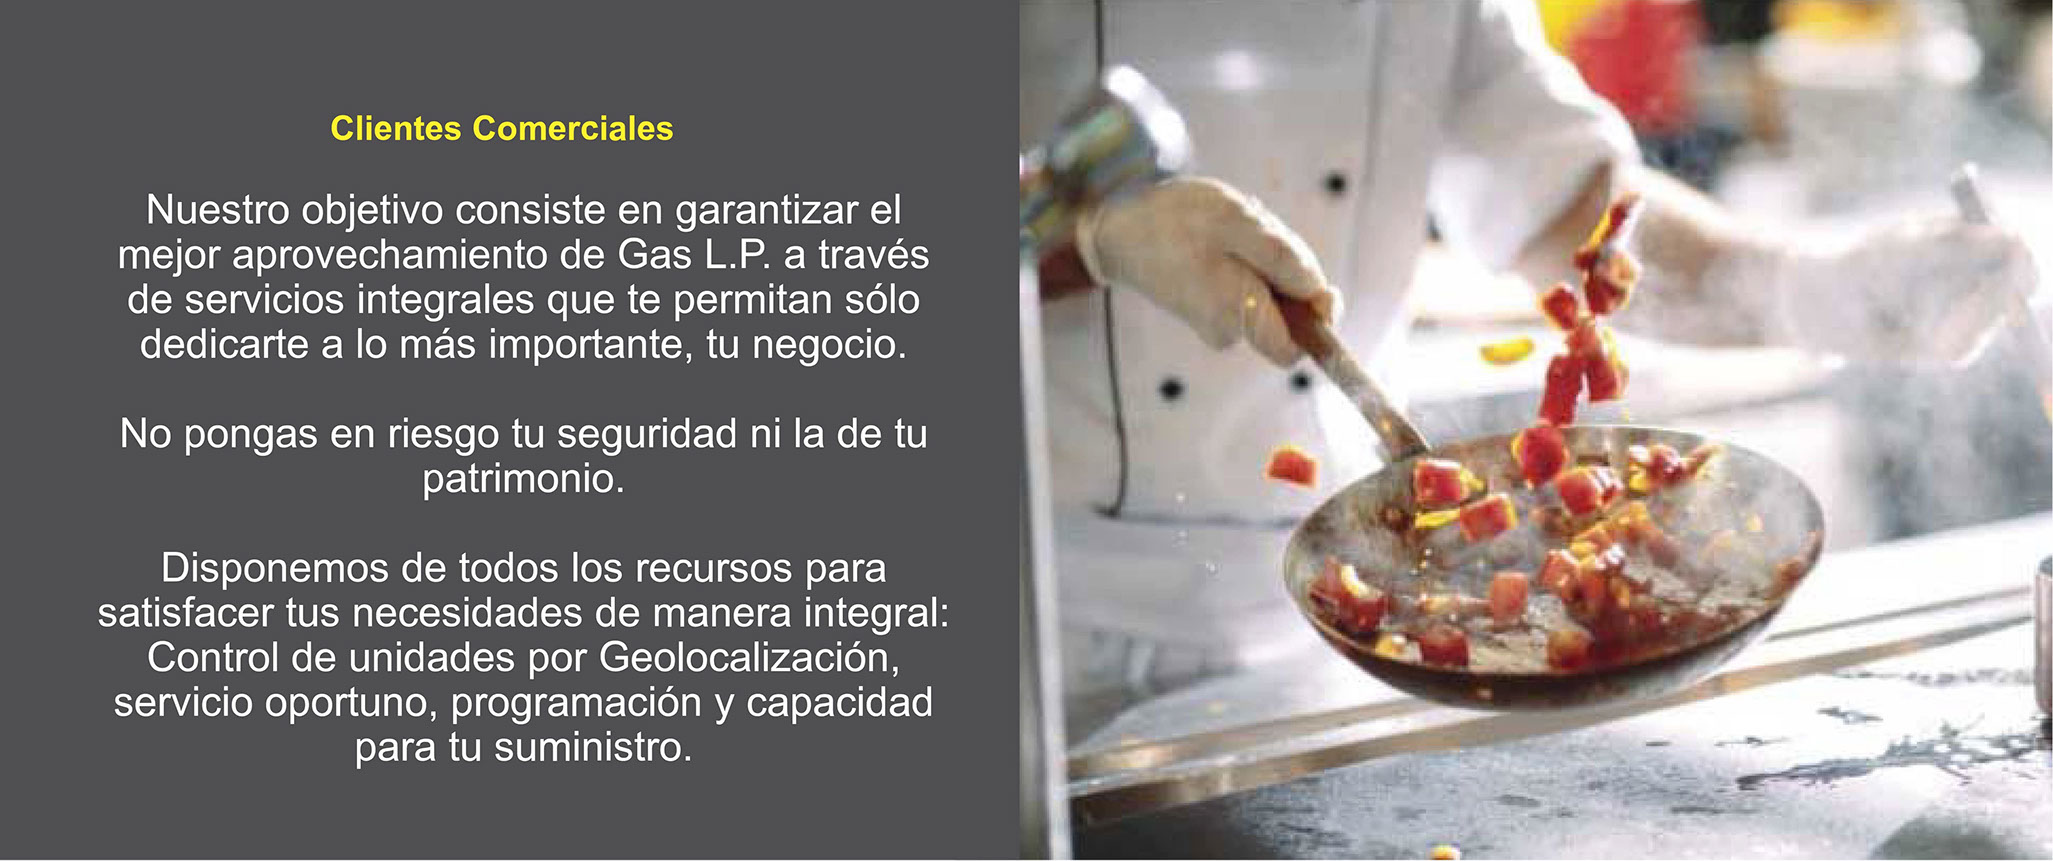 Clientes Comerciales
Nuestro objetivo consiste en garantizar el
mejor aprovechamiento de Gas L.P. a través
de servicios integrales que te permitan sólo
dedicarte a lo más importante, tu negocio.
No pongas en riesgo tu seguridad ni la de tu
patrimonio.
Disponemos de todos los recursos para
satisfacer tus necesidades de manera integral:
Control de unidades por Geolocalización,
servicio oportuno, programación y capacidad
para tu suministro.